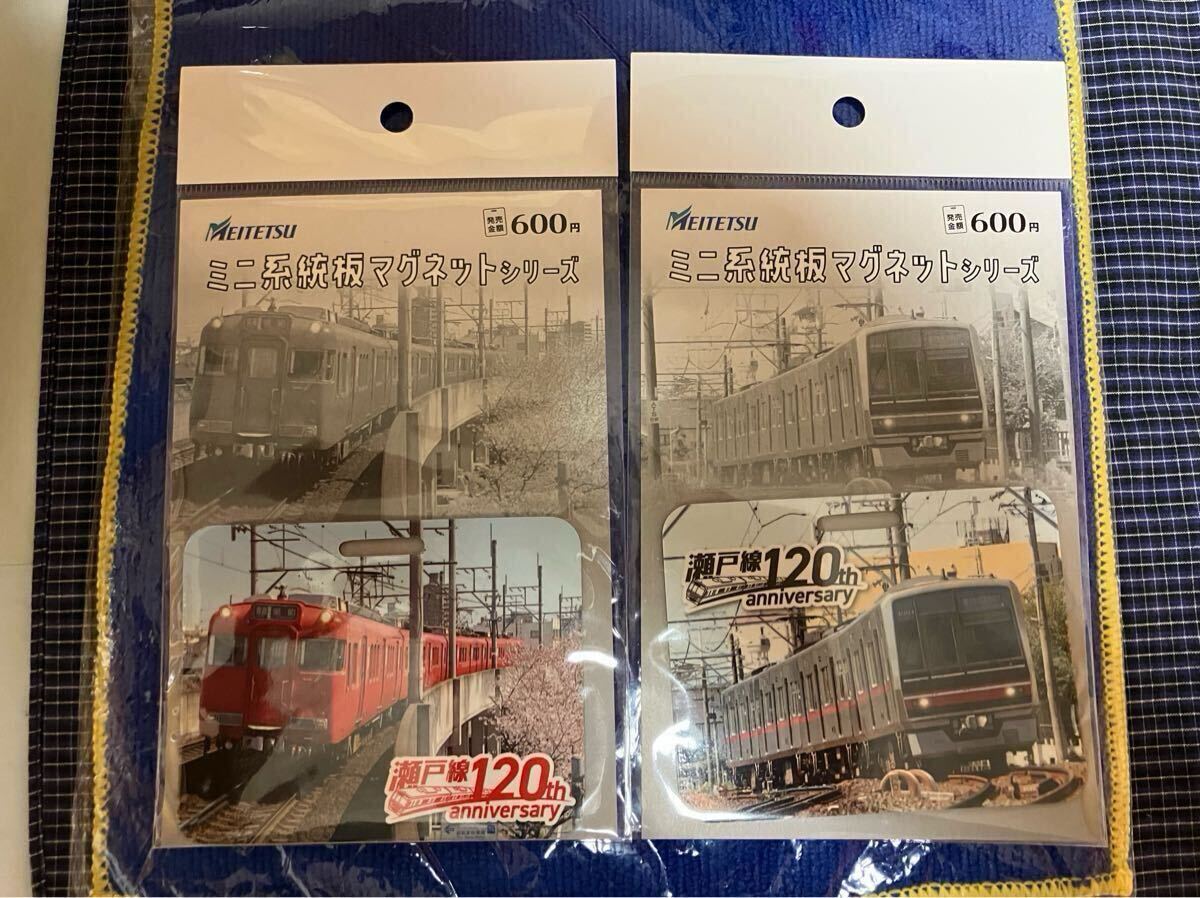 MEITETSU
発売
金額
600円
ミニ系統板マグネットシリーズ
瀬戸線120th
anniversary
MEITETSU
発売
金額
600円
ミニ系統板マグネットシリーズ
瀬戸線120th
anniversary